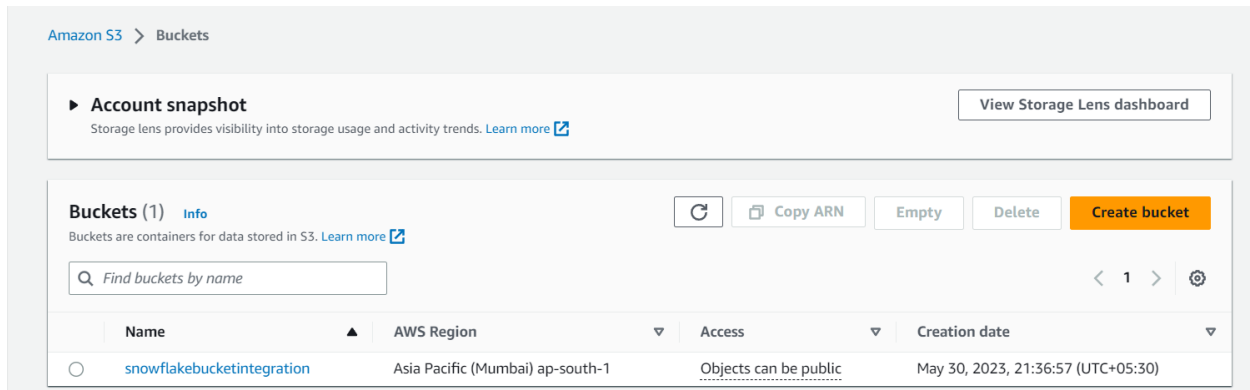 Amazon S3 > Buckets
Account snapshot
View Storage Lens dashboard
Storage lens provides visibility into storage usage and activity trends. Learn more
Buckets (1) Info
Copy ARN
Empty
Delete
Create bucket
Buckets are containers for data stored in S3. Learn more
Find buckets by name
1
Name AWS Region Access Creation date
snowflakebucketintegration Asia Pacific (Mumbai) ap-south-1 Objects can be public May 30, 2023, 21:36:57 (UTC+05:30)